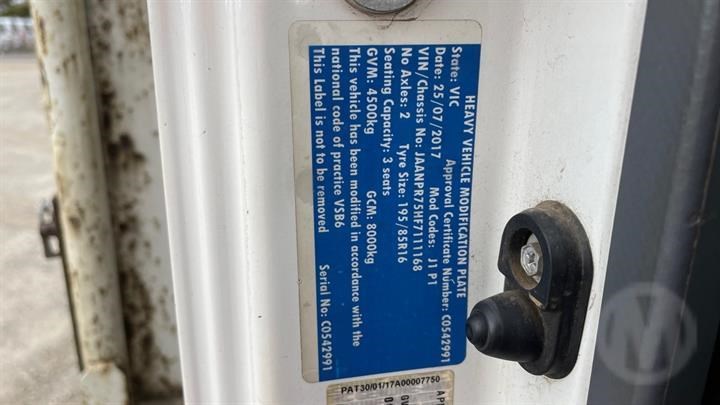 HEAVY VEHICLE MODIFICATION PLATE
State: VIC Approval Certificate Number: C0542991
Date: 25/07/2017 Mod Codes: J1 P1
VIN/Chassis No: JAANPR75HF7111168
No Axles: 2 Tyre Size: 195/85R16
Seating Capacity: 3 seats
GVM: 4500kg GCM: 8000kg
This vehicle has been modified in accordance with the
national code of practice VSB6
This Label is not to be removed Serial No: C0542991
PAT30/01/17A00007750